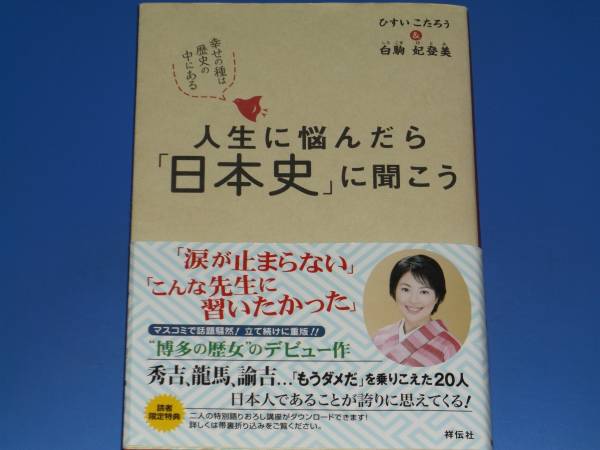 ひすい こたろう
&
しら こま ひ と み
白駒 妃登美
幸せの種は
歴史の
中にある
人生に悩んだら
「日本史」に聞こう
「涙が止まらない」
「こんな先生に
習いたかった」
マスコミで話題騒然! 立て続けに重版!!
"博多の歴女"のデビュー作
秀吉、龍馬、諭吉…「もうダメだ」を乗りこえた20人
日本人であることが誇りに思えてくる!
読者
限定特典
二人の特別語りおろし講座がダウンロードできます!
詳しくは帯裏折り込みをご覧ください。
祥伝社